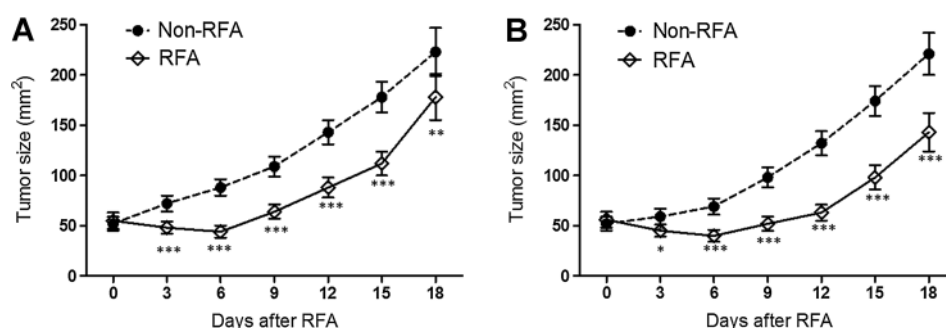 A
Non-RFA
RFA
Tumor size (mm²)
250
200
150
100
50
0
0 3 6 9 12 15 18
Days after RFA
*** *** *** *** *** **
B
Non-RFA
RFA
Tumor size (mm²)
250
200
150
100
50
0
0 3 6 9 12 15 18
Days after RFA
* *** *** *** *** ***